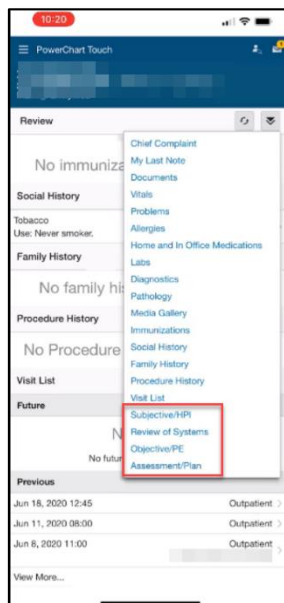 10:20
PowerChart Touch
Review
No immuniza
Social History
Tobacco
Use: Never smoker.
Family History
No family his
Procedure History
No Procedure
Visit List
Future
N
No futur
Previous
Jun 18, 2020 12:45 Outpatient
Jun 11, 2020 08:00 Outpatient
Jun 8, 2020 11:00 Outpatient
View More...
Chief Complaint
My Last Note
Documents
Vitals
Problems
Allergies
Home and In Office Medications
Labs
Diagnostics
Pathology
Media Gallery
Immunizations
Social History
Family History
Procedure History
Visit List
Subjective/HPI
Review of Systems
Objective/PE
Assessment/Plan